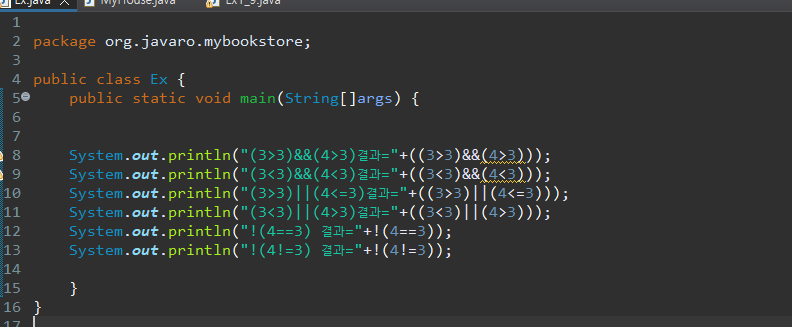 Ex.java MyHouse.java Ex1_9.java
1
2 package org.javaro.mybookstore;
3
4 public class Ex {
5 public static void main(String[]args) {
6
7
8 System.out.println("(3>3)&&(4>3)결과="+((3>3)&&(4>3)));
9 System.out.println("(3<3)&&(4<3)결과="+((3<3)&&(4<3)));
10 System.out.println("(3>3)||(4<=3)결과="+((3>3)||(4<=3)));
11 System.out.println("(3<3)||(4>3)결과="+((3<3)||(4>3)));
12 System.out.println("!(4==3) 결과="+!(4==3));
13 System.out.println("!(4!=3) 결과="+!(4!=3));
14
15 }
16 }
17